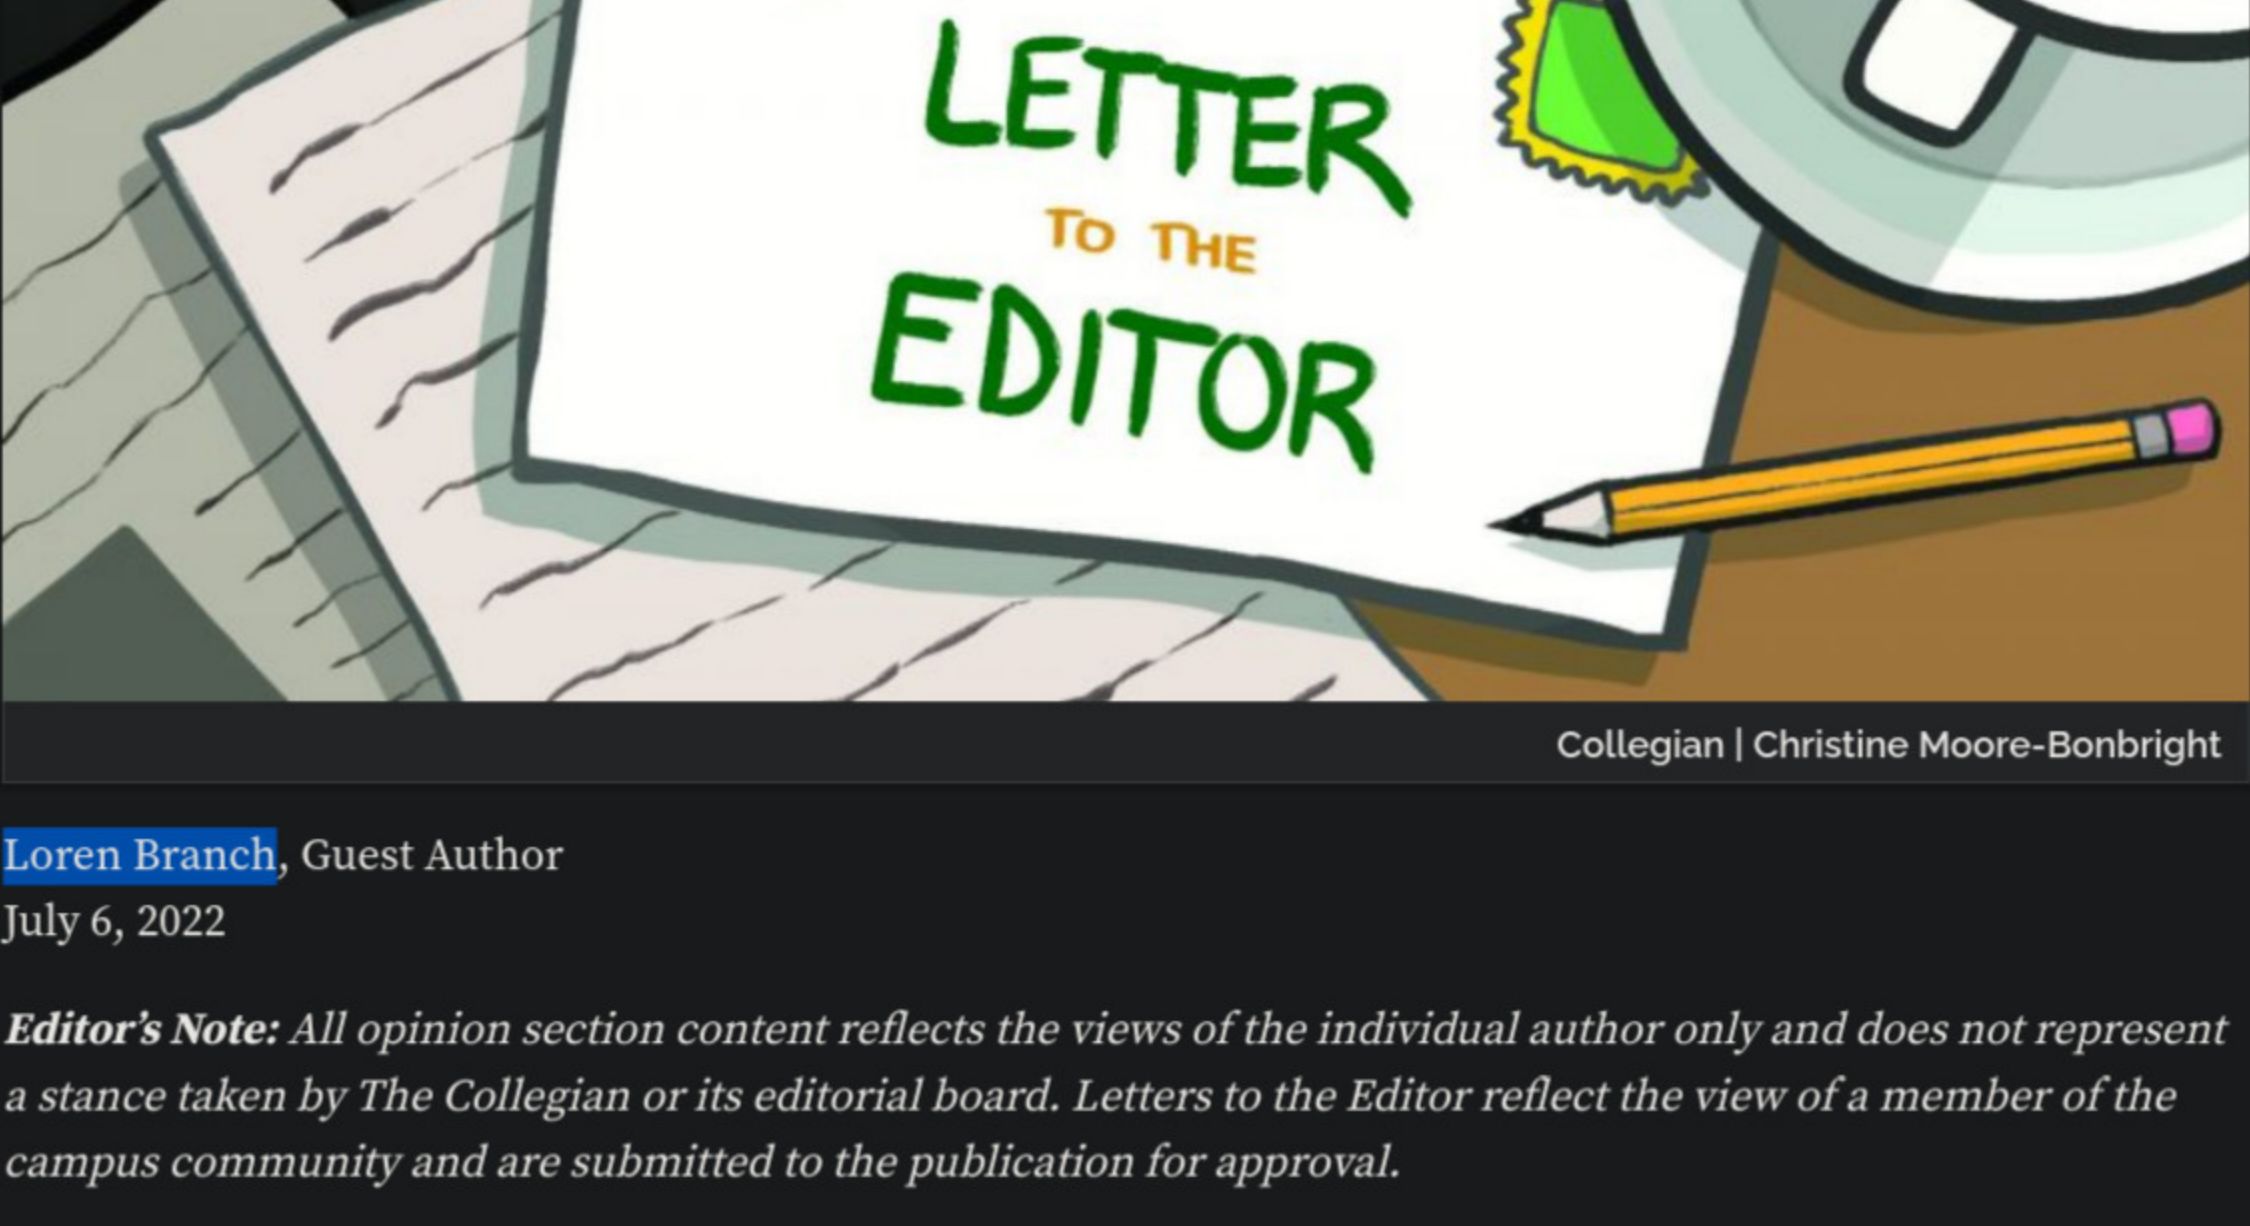 LETTER
TO THE
EDITOR
Collegian | Christine Moore-Bonbright
Loren Branch, Guest Author
July 6, 2022
Editor’s Note: All opinion section content reflects the views of the individual author only and does not represent
a stance taken by The Collegian or its editorial board. Letters to the Editor reflect the view of a member of the
campus community and are submitted to the publication for approval.